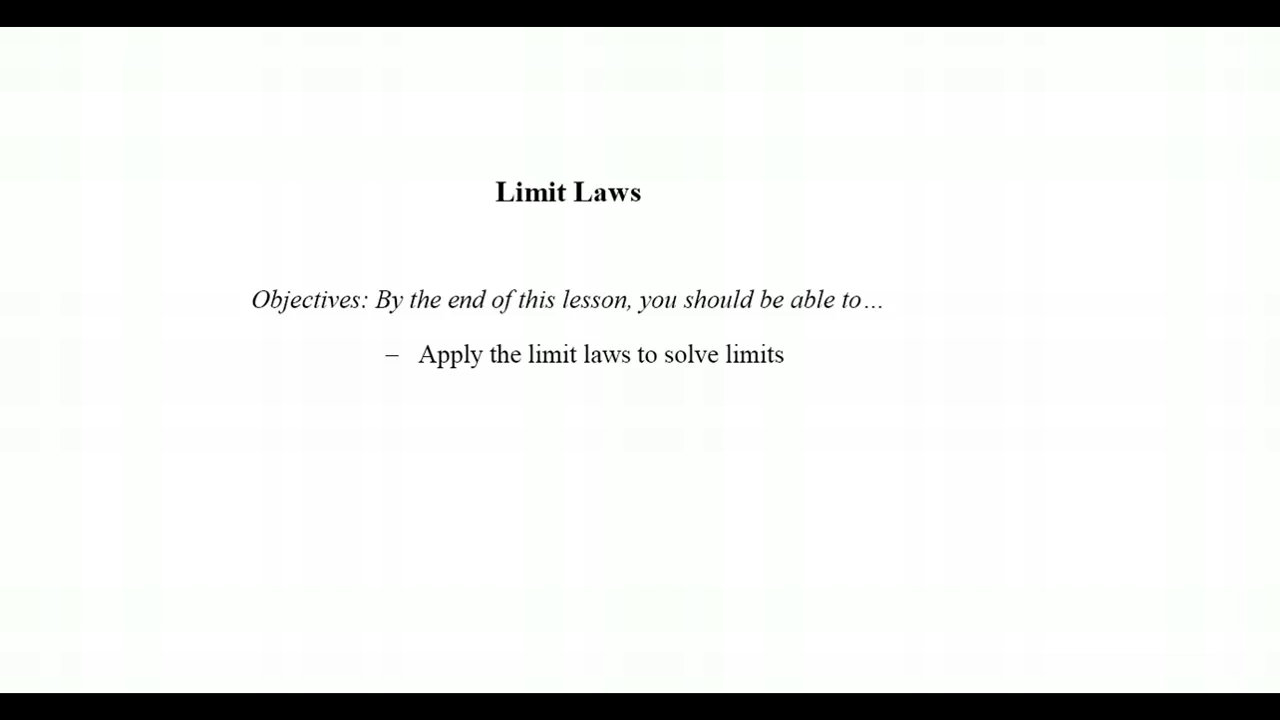 Limit Laws
Objectives: By the end of this lesson, you should be able to…
– Apply the limit laws to solve limits